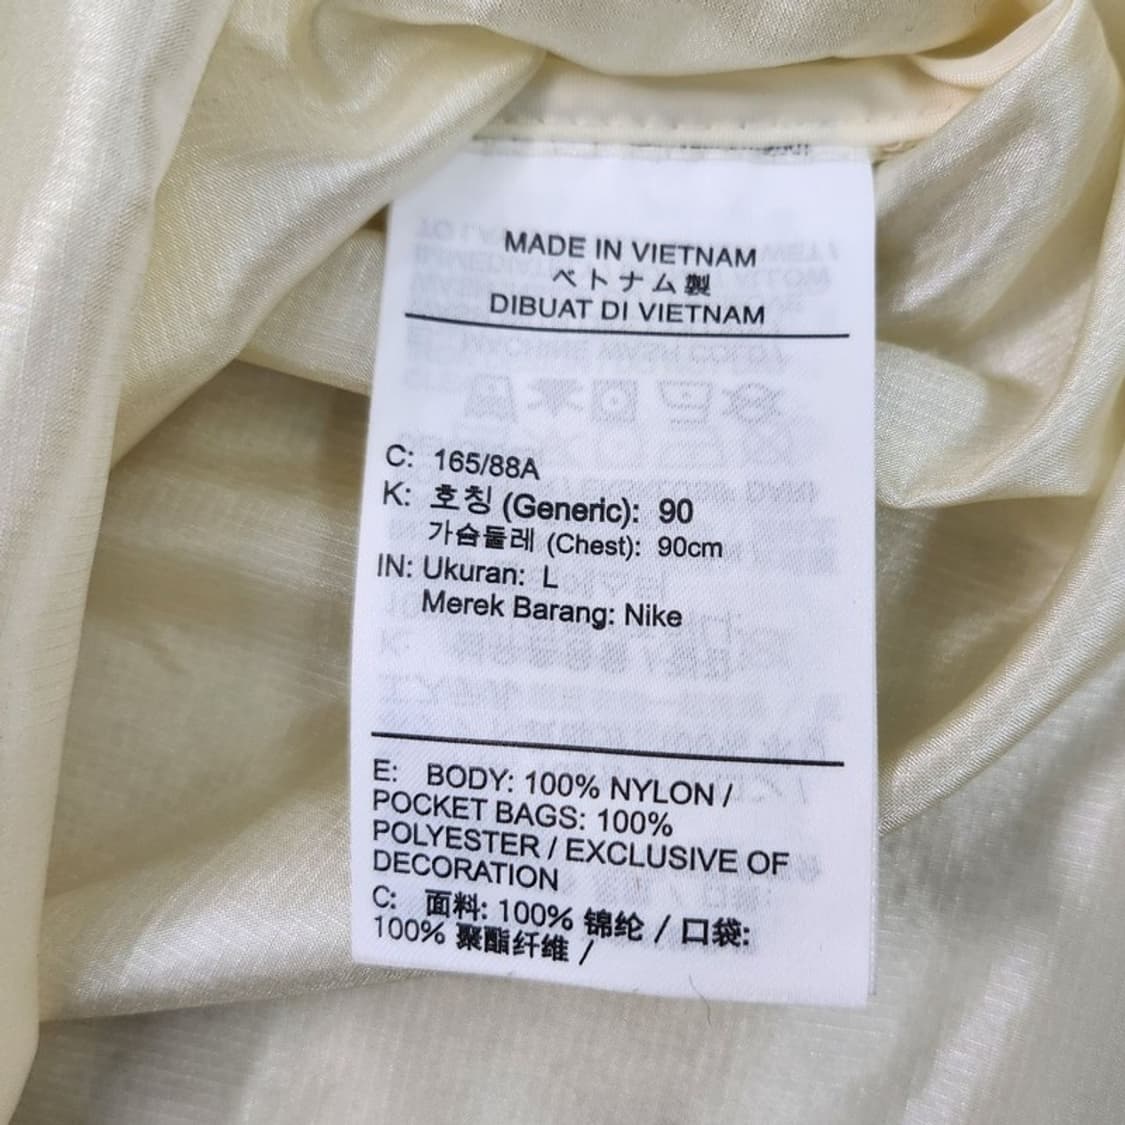 MADE IN VIETNAM
ベトナム製
DIBUAT DI VIETNAM
C: 165/88A
K: 호칭 (Generic): 90
가슴둘레 (Chest): 90cm
IN: Ukuran: L
Merek Barang: Nike
E: BODY: 100% NYLON /
POCKET BAGS: 100%
POLYESTER / EXCLUSIVE OF
DECORATION
C: 面料: 100% 锦纶 / 口袋:
100% 聚酯纤维 /